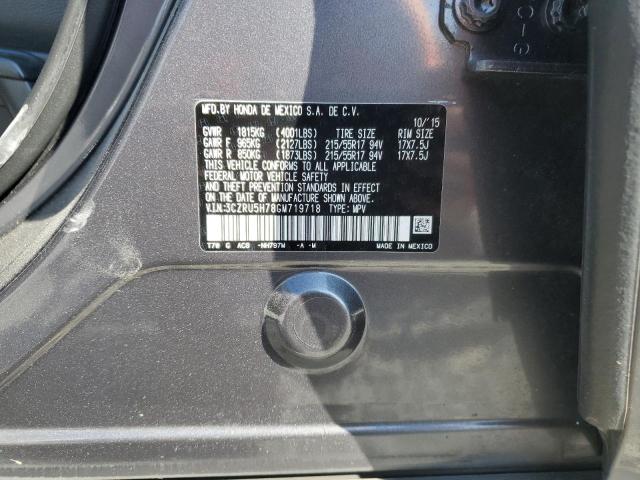 MFD.BY HONDA DE MEXICO S.A. DE C.V.
10/'15
GVWR 1815KG (4001LBS) TIRE SIZE RIM SIZE
GAWR F 965KG (2127LBS) 215/55R17 94V 17X7.5J
GAWR R 850KG (1873LBS) 215/55R17 94V 17X7.5J
THIS VEHICLE CONFORMS TO ALL APPLICABLE
FEDERAL MOTOR VEHICLE SAFETY
AND THEFT PREVENTION STANDARDS IN EFFECT
ON THE DATE OF MANUFACTURE SHOWN ABOVE.
V.I.N.:3CZRU5H78GM719718 TYPE: MPV
T7W G AC0 -NH797M -A -M MADE IN MEXICO